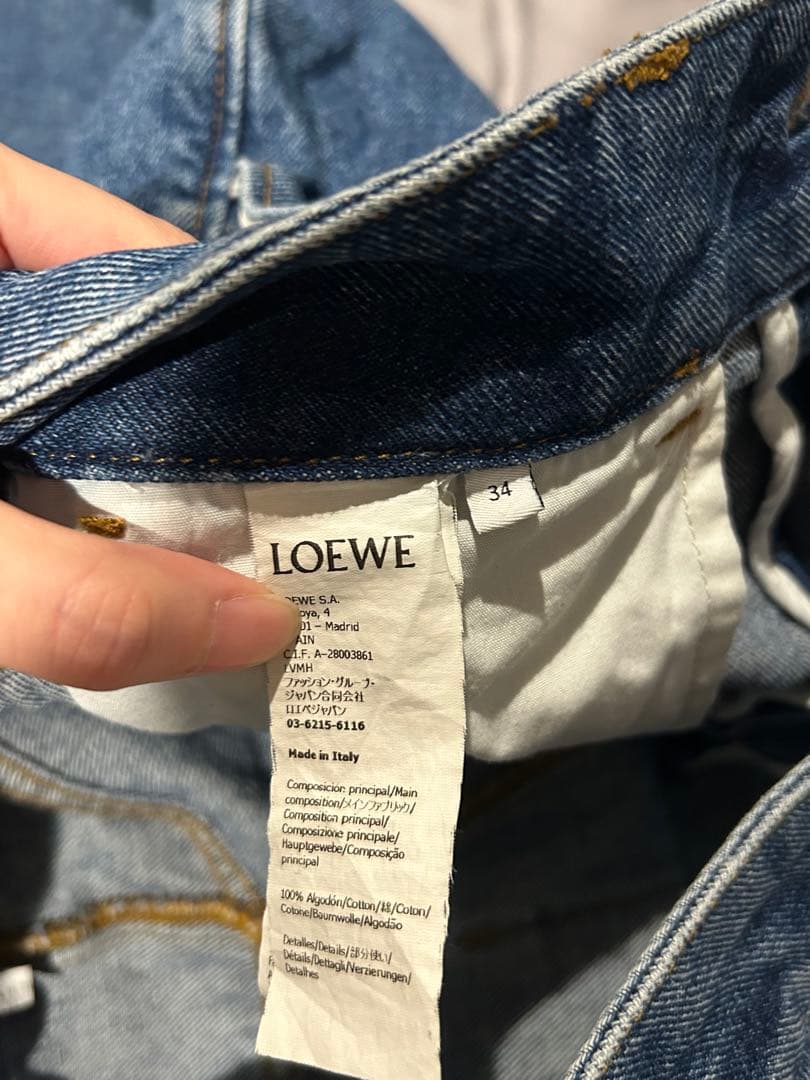 34
LOEWE
EWE S.A.
oya, 4
01 – Madrid
AIN
C.I.F. A-28003861
LVMH
ファッション・グループ・
ジャパン合同会社
ロエベジャパン
03-6215-6116
Made in Italy
Composición principal/Main
composition/メインファブリック/
Composition principal/
Composizione principale/
Hauptgewebe/Composição
principal
100% Algodón/Cotton/綿/Coton/
Cotone/Baumwolle/Algodão
Detalles/Details/部分使い/
Détails/Dettagli/Verzierungen/
Detalhes